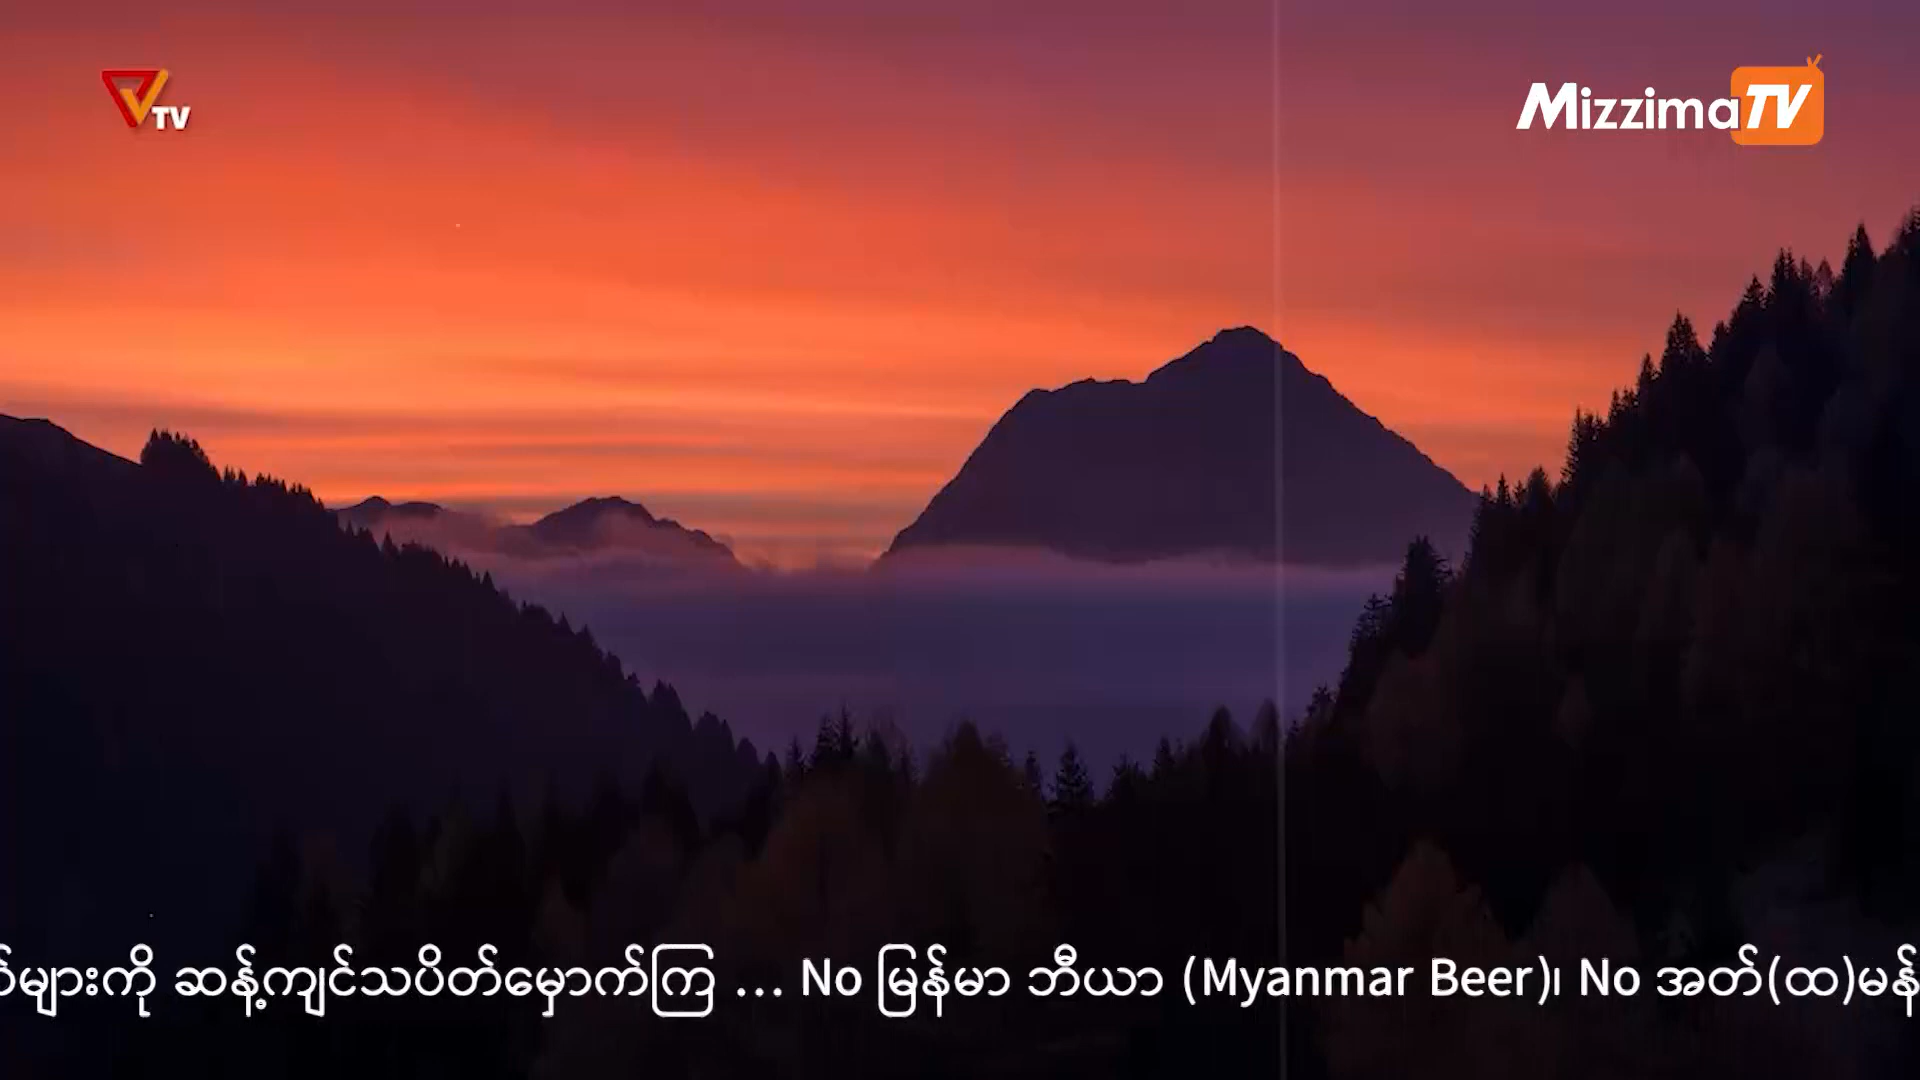 TV
MizzimaTV
များကို ဆန့်ကျင်သပိတ်မှောက်ကြ ... No မြန်မာ ဘီယာ (Myanmar Beer)၊ No အတ်(ထ)မန်